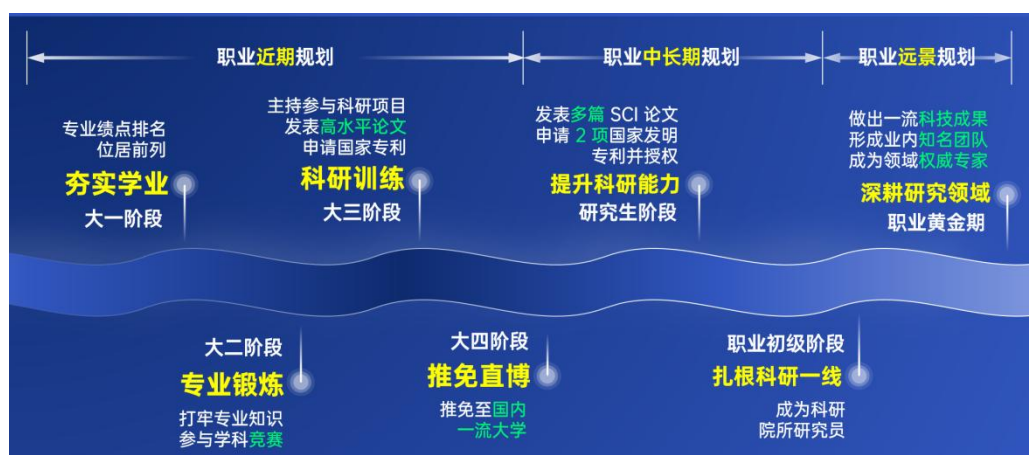 职业近期规划
职业中长期规划
职业远景规划
专业绩点排名
位居前列
夯实学业
大一阶段
主持参与科研项目
发表高水平论文
申请国家专利
科研训练
大三阶段
发表多篇 SCI 论文
申请 2 项国家发明
专利并授权
提升科研能力
研究生阶段
做出一流科技成果
形成业内知名团队
成为领域权威专家
深耕研究领域
职业黄金期
大二阶段
专业锻炼
打牢专业知识
参与学科竞赛
大四阶段
推免直博
推免至国内
一流大学
职业初级阶段
扎根科研一线
成为科研
院所研究员